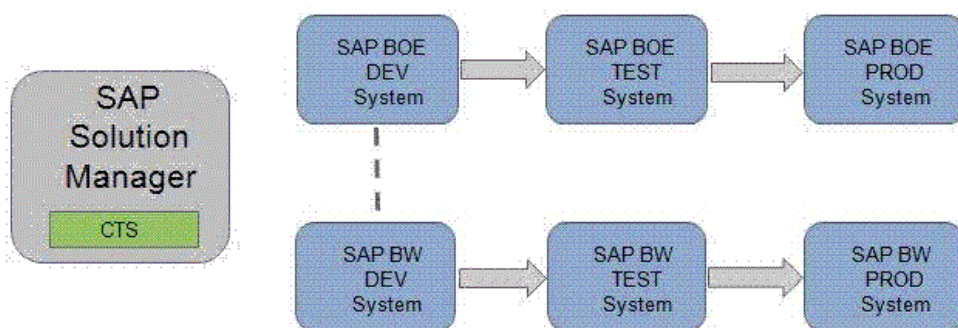 SAP
Solution
Manager
CTS
SAP BOE
DEV
System
SAP BOE
TEST
System
SAP BOE
PROD
System
SAP BW
DEV
System
SAP BW
TEST
System
SAP BW
PROD
System